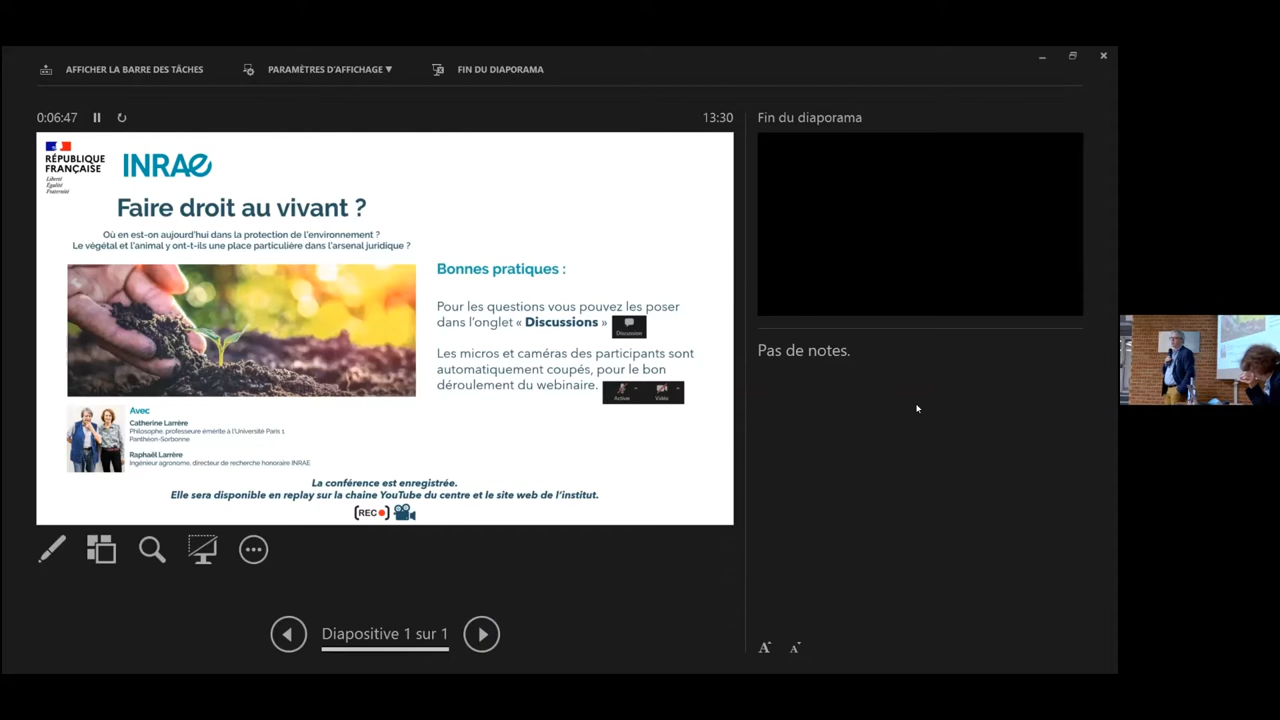 AFFICHER LA BARRE DES TÂCHES
PARAMÈTRES D'AFFICHAGE ▼
FIN DU DIAPORAMA
0:06:47
13:30
RÉPUBLIQUE
FRANÇAISE
Liberté
Égalité
Fraternité
INRAE
Faire droit au vivant ?
Où en est-on aujourd'hui dans la protection de l'environnement ?
Le végétal et l'animal y ont-t-ils une place particulière dans l'arsenal juridique ?
Bonnes pratiques :
Pour les questions vous pouvez les poser
dans l'onglet « Discussions »
Discussion
Les micros et caméras des participants sont
automatiquement coupés, pour le bon
déroulement du webinaire.
Activer
Vidéo
Avec
Catherine Larrère
Philosophe, professeure émérite à l'Université Paris 1
Panthéon-Sorbonne
Raphaël Larrère
Ingénieur agronome, directeur de recherche honoraire INRAE
La conférence est enregistrée.
Elle sera disponible en replay sur la chaine YouTube du centre et le site web de l'institut.
[REC]
Diapositive 1 sur 1
Fin du diaporama
Pas de notes.
A
A